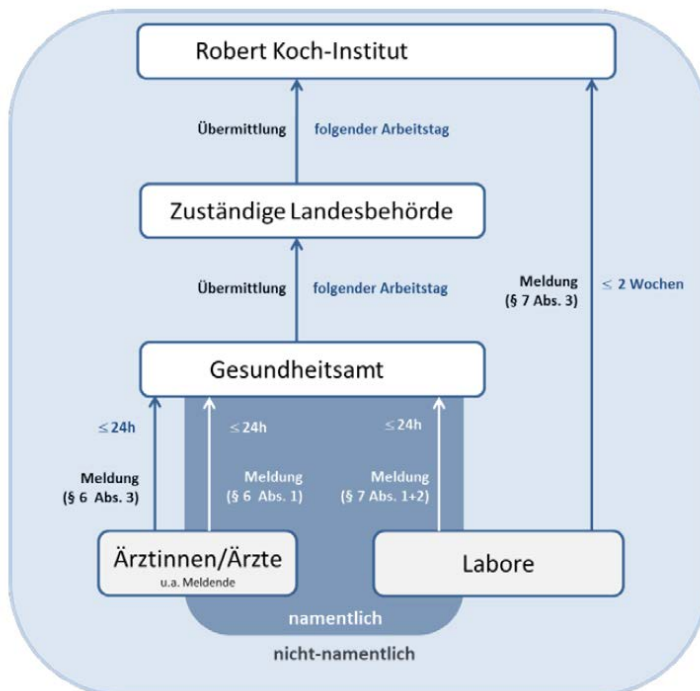 Robert Koch-Institut
Übermittlung folgender Arbeitstag
Zuständige Landesbehörde
Übermittlung folgender Arbeitstag
Meldung
(§ 7 Abs. 3)
≤ 2 Wochen
Gesundheitsamt
≤ 24h
≤ 24h
≤ 24h
Meldung
(§ 6 Abs. 3)
Meldung
(§ 6 Abs. 1)
Meldung
(§ 7 Abs. 1+2)
Ärztinnen/Ärzte
u.a. Meldende
Labore
namentlich
nicht-namentlich